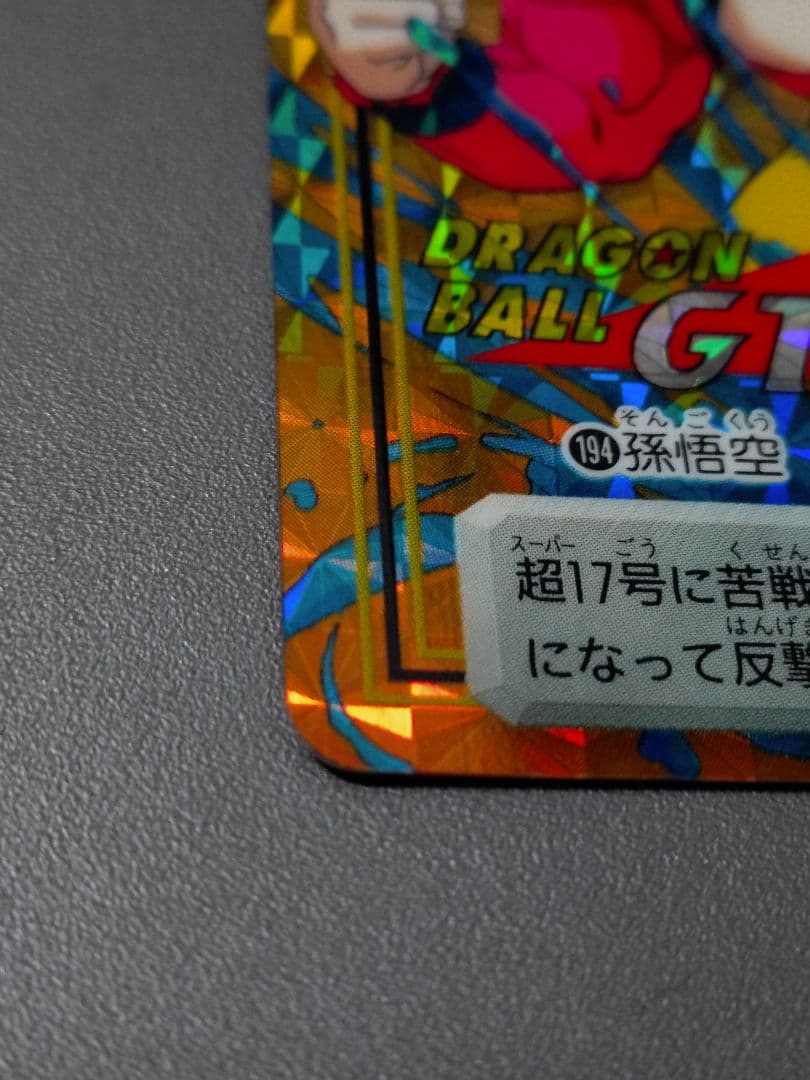 DRAGON
BALL GT
そんごくう
194 孫悟空
スーパー ごう くせん
超17号に苦戦
はんげき
になって反撃